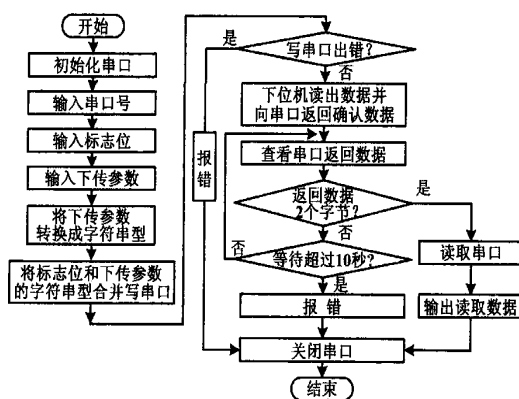 开始
初始化串口
输入串口号
输入标志位
输入下传参数
将下传参数
转换成字符串型
将标志位和下传参数
的字符串型合并写串口
写串口出错?
是
否
报错
下位机读出数据并
向串口返回确认数据
查看串口返回数据
返回数据
2个字节?
是
否
等待超过10秒?
否
是
读取串口
报 错
输出读取数据
关闭串口
结束